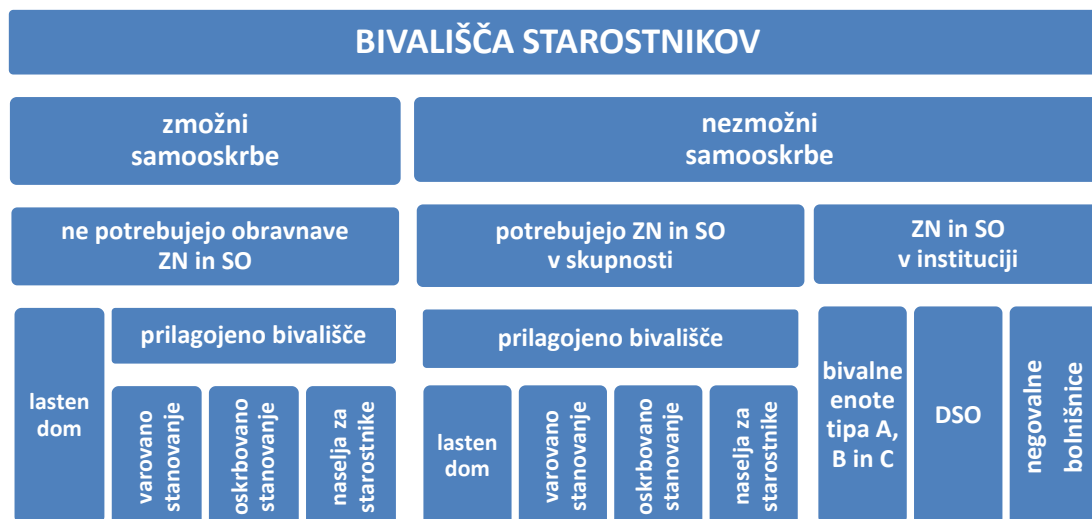 BIVALIŠČA STAROSTNIKOV
zmožni
samooskrbe
nezmožni
samooskrbe
ne potrebujejo obravnave
ZN in SO
potrebujejo ZN in SO
v skupnosti
ZN in SO
v instituciji
lasten
dom
prilagojeno bivališče
varovano
stanovanje
oskrbovano
stanovanje
naselja za
starostnike
prilagojeno bivališče
lasten
dom
varovano
stanovanje
oskrbovano
stanovanje
naselja za
starostnike
bivalne
enote
tipa A,
B in C
DSO
negovalne
bolnišnice